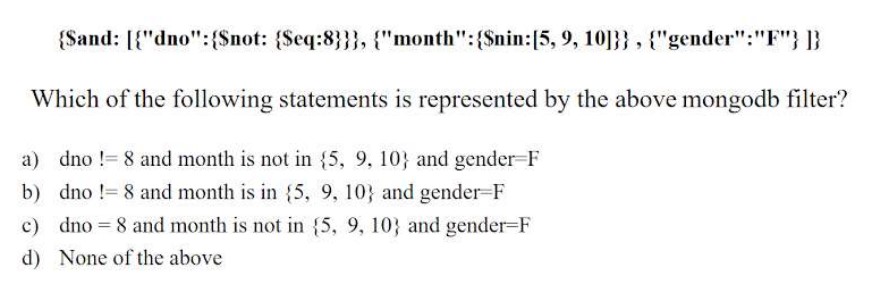 {$and: [{"dno":{$not: {$eq:8}}}, {"month":{$nin:[5, 9, 10]}} , {"gender":"F"} ]}
Which of the following statements is represented by the above mongodb filter?
a) dno != 8 and month is not in {5, 9, 10} and gender=F
b) dno != 8 and month is in {5, 9, 10} and gender=F
c) dno = 8 and month is not in {5, 9, 10} and gender=F
d) None of the above